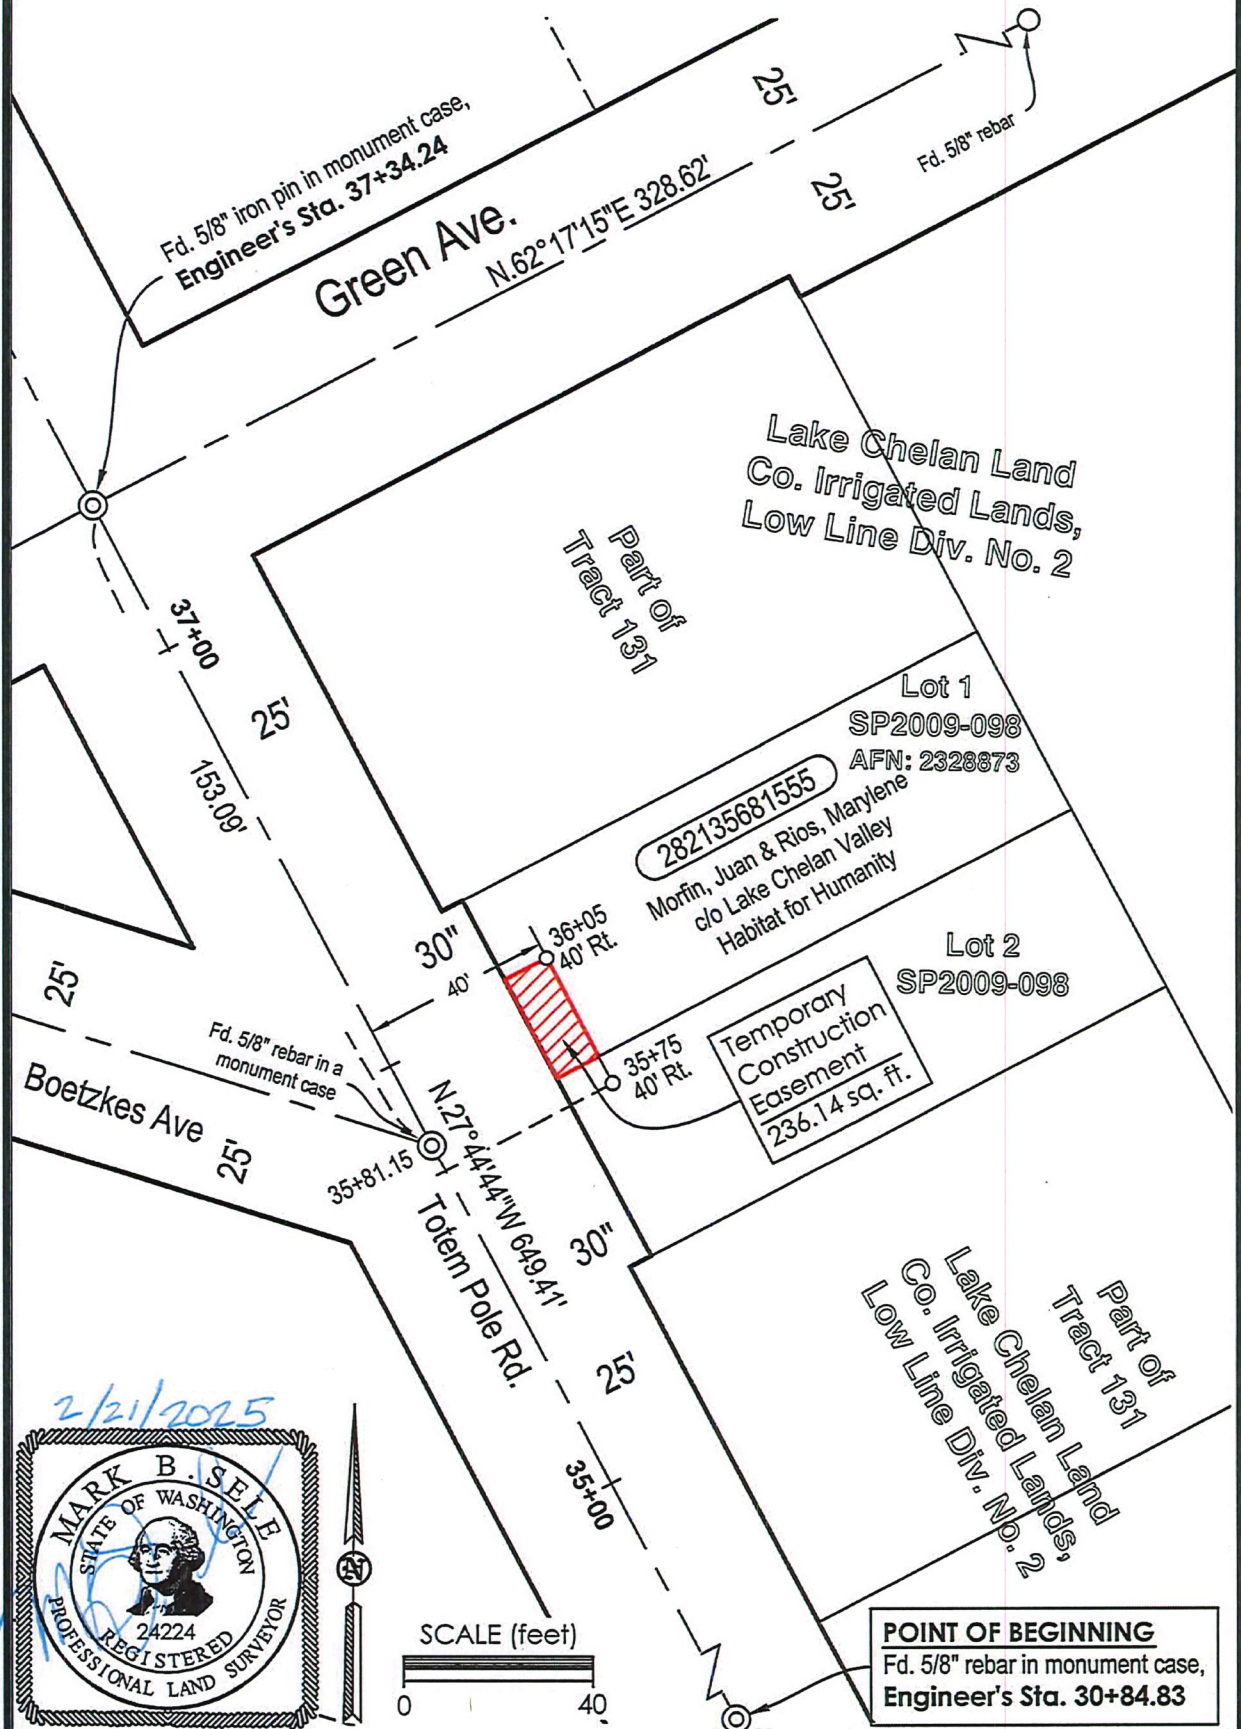 25'
Fd. 5/8" rebar
Fd. 5/8" iron pin in monument case,
Engineer's Sta. 37+34.24
Green Ave.
N.62°17'15"E 328.62'
25'
Lake Chelan Land
Co. Irrigated Lands,
Low Line Div. No. 2
Part of
Tract 131
37+00
25'
153.09'
Lot 1
SP2009-098
AFN: 2328873
282135681555
Morfin, Juan & Rios, Marylene
c/o Lake Chelan Valley
Habitat for Humanity
30"
40'
36+05
40' Rt.
Lot 2
SP2009-098
25'
Fd. 5/8" rebar in a
monument case
Boetzkes Ave
25'
35+81.15
N.27°44'44"W 649.41'
Totem Pole Rd.
35+75
40' Rt.
Temporary
Construction
Easement
236.14 sq. ft.
30"
25'
35+00
Part of
Tract 131
Lake Chelan Land
Co. Irrigated Lands,
Low Line Div. No. 2
2/21/2025
MARK B. SELE
STATE OF WASHINGTON
24224
REGISTERED
PROFESSIONAL LAND SURVEYOR
N
SCALE (feet)
0 40
POINT OF BEGINNING
Fd. 5/8" rebar in monument case,
Engineer's Sta. 30+84.83